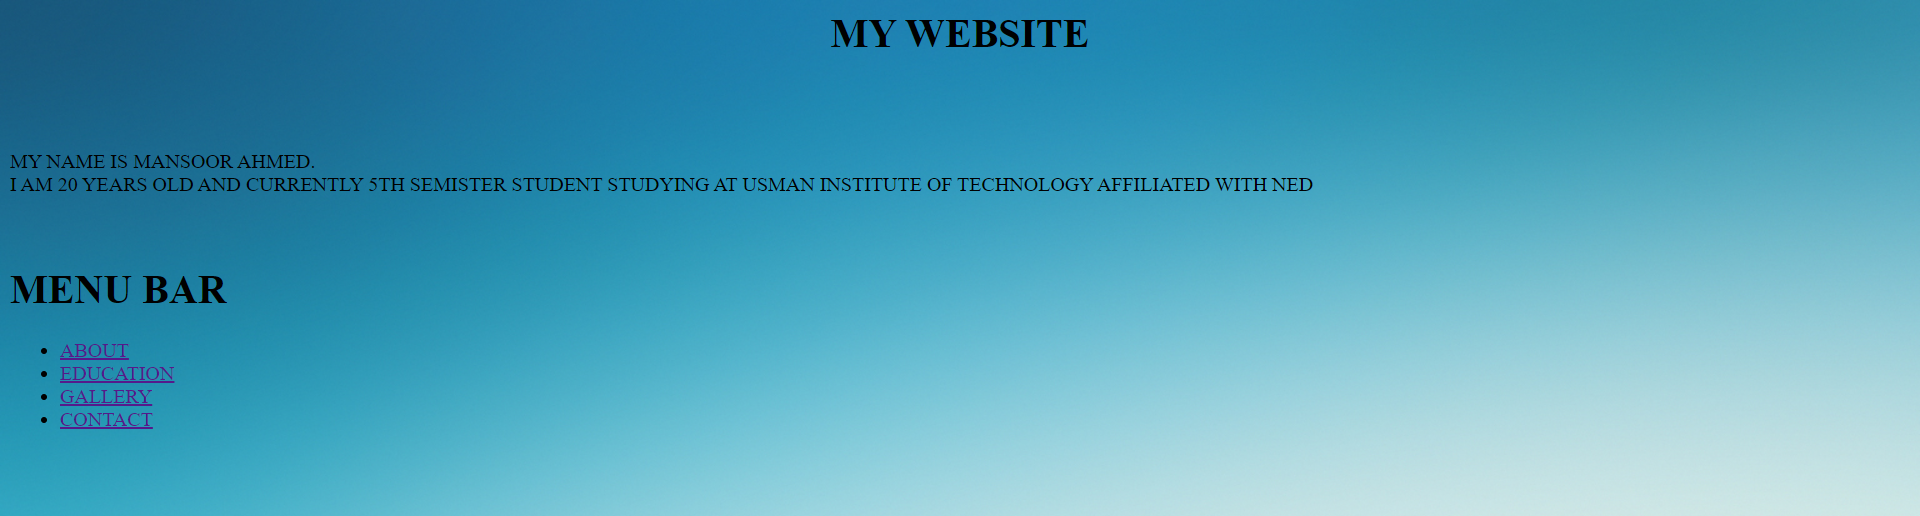 MY WEBSITE
MY NAME IS MANSOOR AHMED.
I AM 20 YEARS OLD AND CURRENTLY 5TH SEMISTER STUDENT STUDYING AT USMAN INSTITUTE OF TECHNOLOGY AFFILIATED WITH NED
MENU BAR
ABOUT
EDUCATION
GALLERY
CONTACT